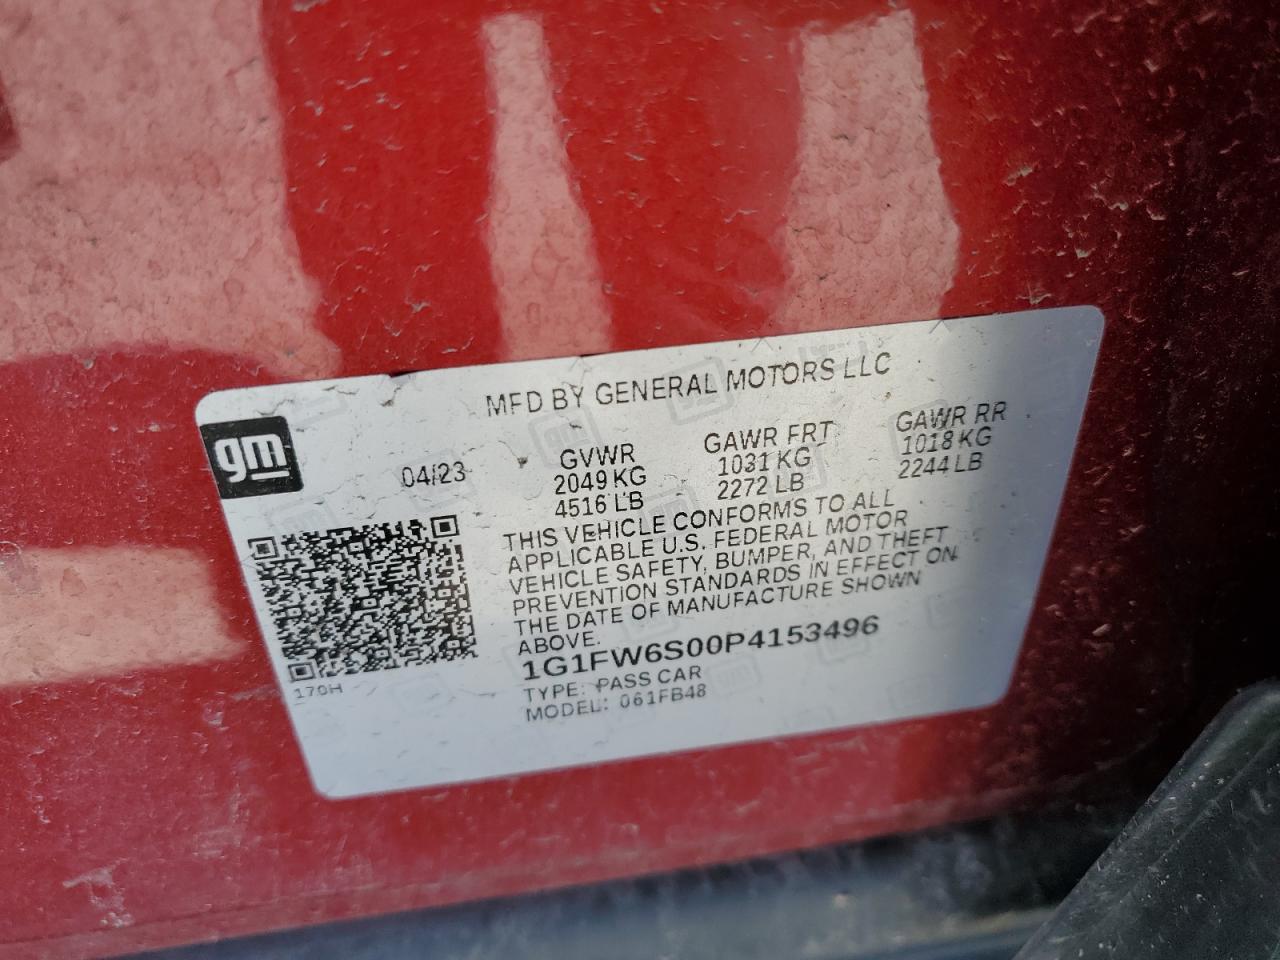 MFD BY GENERAL MOTORS LLC
gm
04/23
GVWR
2049 KG
4516 LB
GAWR FRT
1031 KG
2272 LB
GAWR RR
1018 KG
2244 LB
THIS VEHICLE CONFORMS TO ALL
APPLICABLE U.S. FEDERAL MOTOR
VEHICLE SAFETY, BUMPER, AND THEFT
PREVENTION STANDARDS IN EFFECT ON
THE DATE OF MANUFACTURE SHOWN
ABOVE.
1G1FW6S00P4153496
TYPE: PASS CAR
MODEL: 061FB48
170H